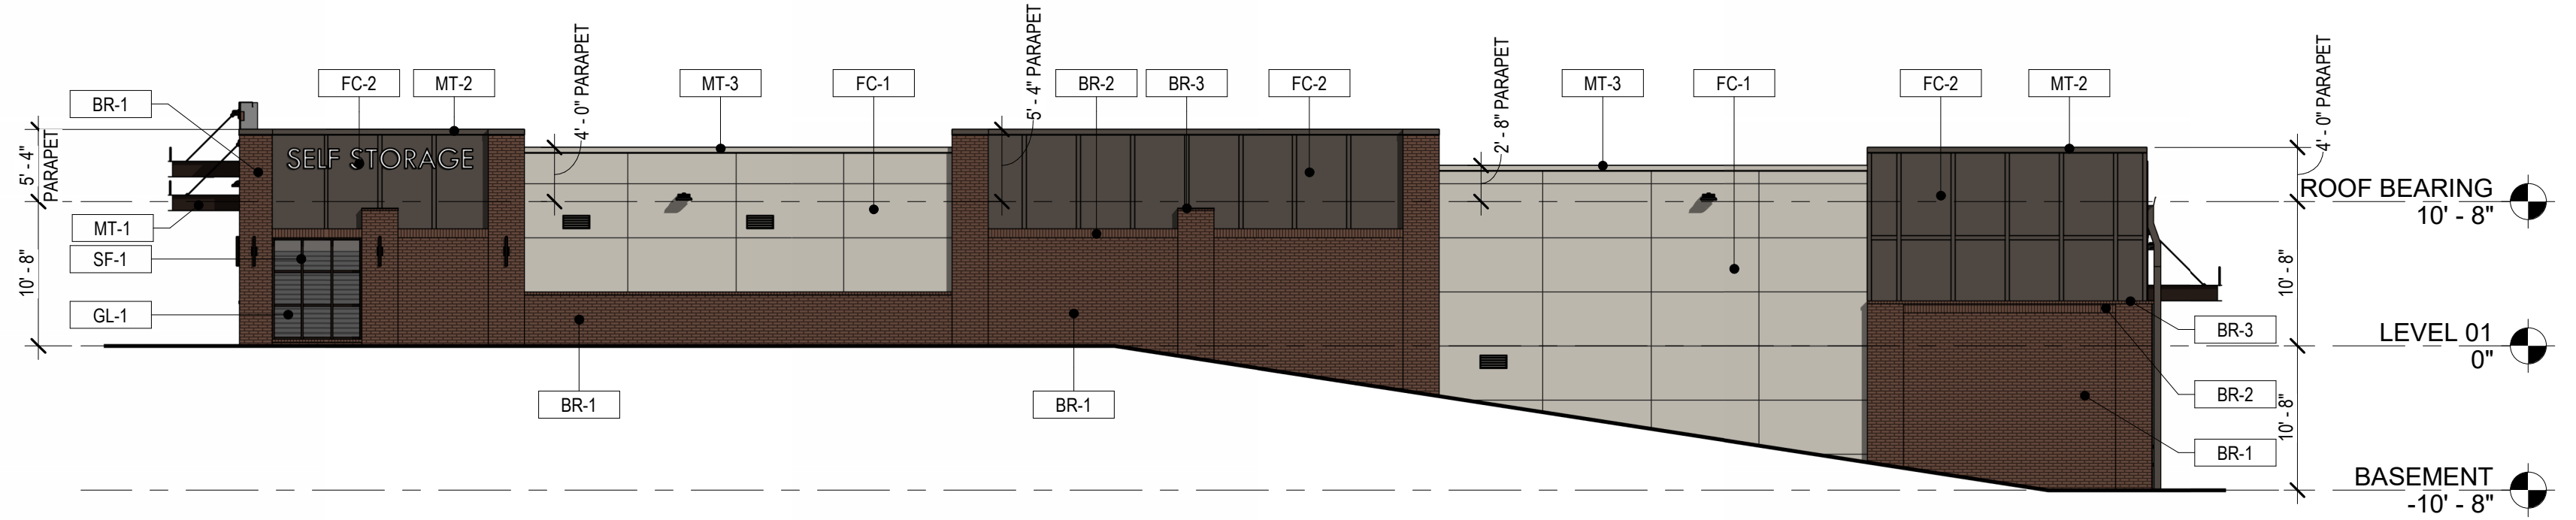 4' - 0" PARAPET
5' - 4" PARAPET
2' - 8" PARAPET
4' - 0" PARAPET
FC-2
MT-2
MT-3
FC-1
BR-2
BR-3
FC-2
MT-3
FC-1
FC-2
MT-2
BR-1
5' - 4"
PARAPET
SELF STORAGE
ROOF BEARING
10' - 8"
MT-1
SF-1
10' - 8"
GL-1
10' - 8"
BR-3
LEVEL 01
0"
BR-1
BR-1
BR-2
10' - 8"
BR-1
BASEMENT
-10' - 8"